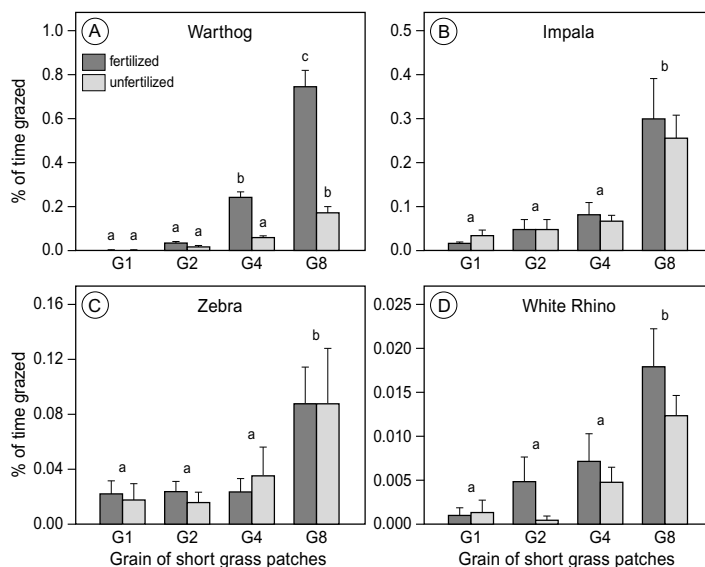 A
Warthog
fertilized
unfertilized
% of time grazed
1.0
0.8
0.6
0.4
0.2
0.0
a a a a b a c b
G1 G2 G4 G8
B
Impala
0.5
0.4
0.3
0.2
0.1
0.0
a a a b
G1 G2 G4 G8
C
Zebra
% of time grazed
0.16
0.12
0.08
0.04
0.00
a a a b
G1 G2 G4 G8
Grain of short grass patches
D
White Rhino
0.025
0.020
0.015
0.010
0.005
0.000
a a a b
G1 G2 G4 G8
Grain of short grass patches